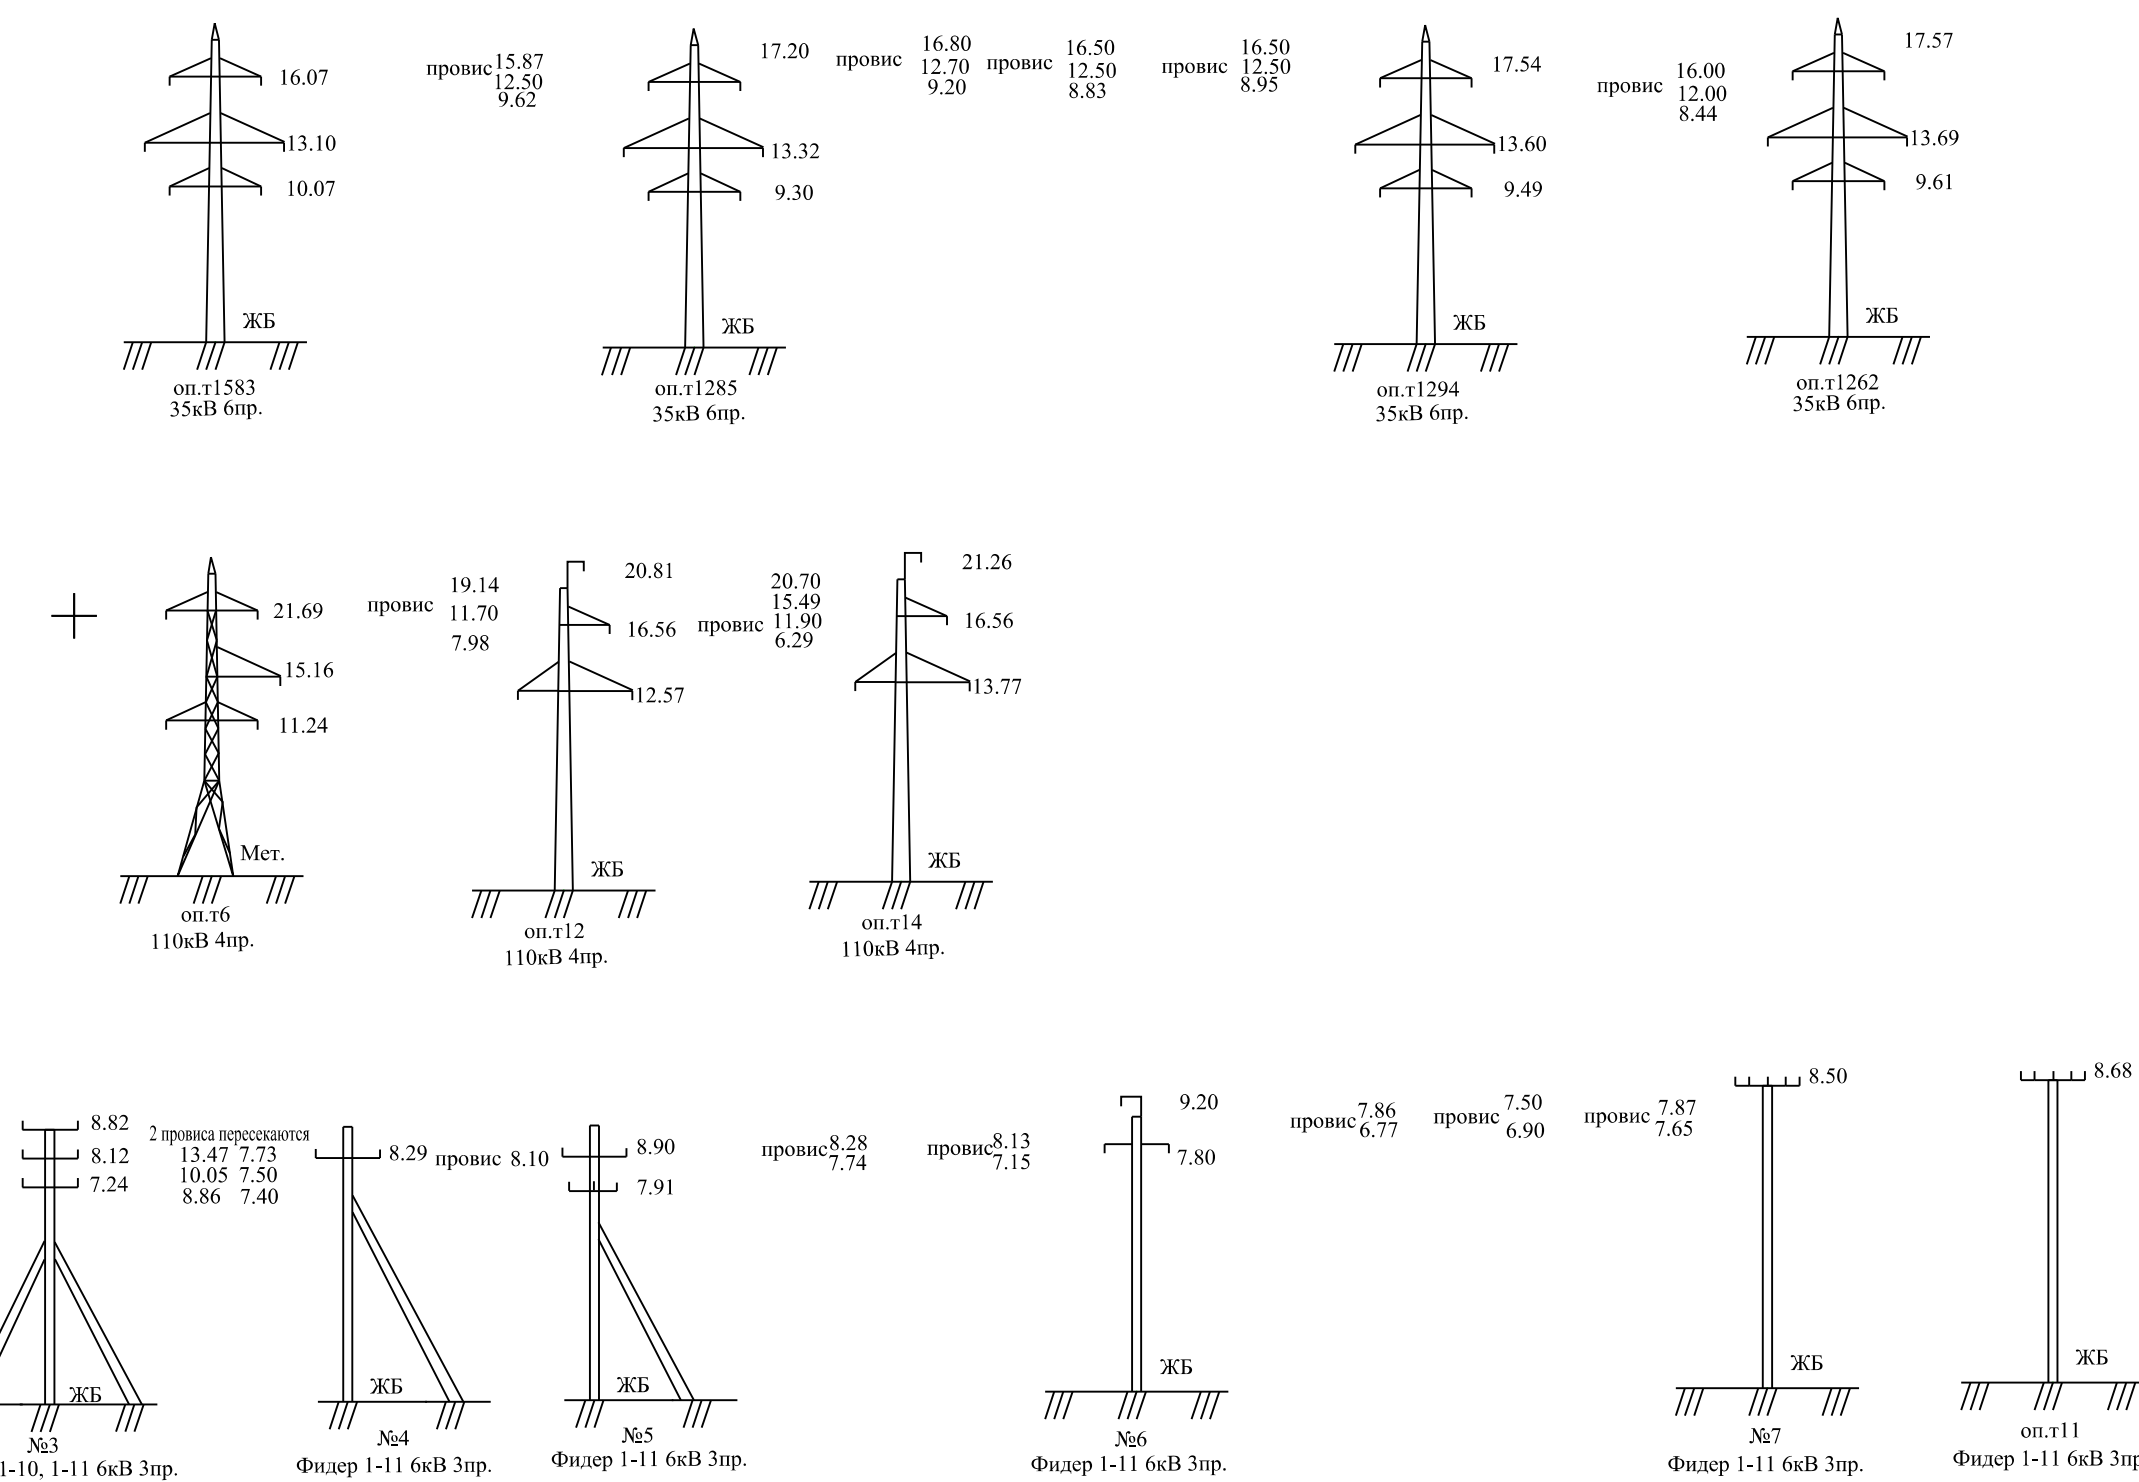 16.07
13.10
10.07
ЖБ
оп.т1583
35кВ 6пр.
провис 15.87
12.50
9.62
17.20
13.32
9.30
ЖБ
оп.т1285
35кВ 6пр.
провис 16.80
12.70
9.20
провис 16.50
12.50
8.83
провис 16.50
12.50
8.95
17.54
13.60
9.49
ЖБ
оп.т1294
35кВ 6пр.
провис 16.00
12.00
8.44
17.57
13.69
9.61
ЖБ
оп.т1262
35кВ 6пр.
21.69
15.16
11.24
Мет.
оп.т6
110кВ 4пр.
провис 19.14
11.70
7.98
20.81
16.56
12.57
ЖБ
оп.т12
110кВ 4пр.
провис 20.70
15.49
11.90
6.29
21.26
16.56
13.77
ЖБ
оп.т14
110кВ 4пр.
8.82
8.12
7.24
ЖБ
№3
1-10, 1-11 6кВ 3пр.
2 провиса пересекаются
13.47 7.73
10.05 7.50
8.86 7.40
8.29
ЖБ
№4
Фидер 1-11 6кВ 3пр.
провис 8.10
8.90
7.91
ЖБ
№5
Фидер 1-11 6кВ 3пр.
провис 8.28
7.74
провис 8.13
7.15
9.20
7.80
ЖБ
№6
Фидер 1-11 6кВ 3пр.
провис 7.86
6.77
провис 7.50
6.90
провис 7.87
7.65
8.50
ЖБ
№7
Фидер 1-11 6кВ 3пр.
8.68
ЖБ
оп.т11
Фидер 1-11 6кВ 3пр